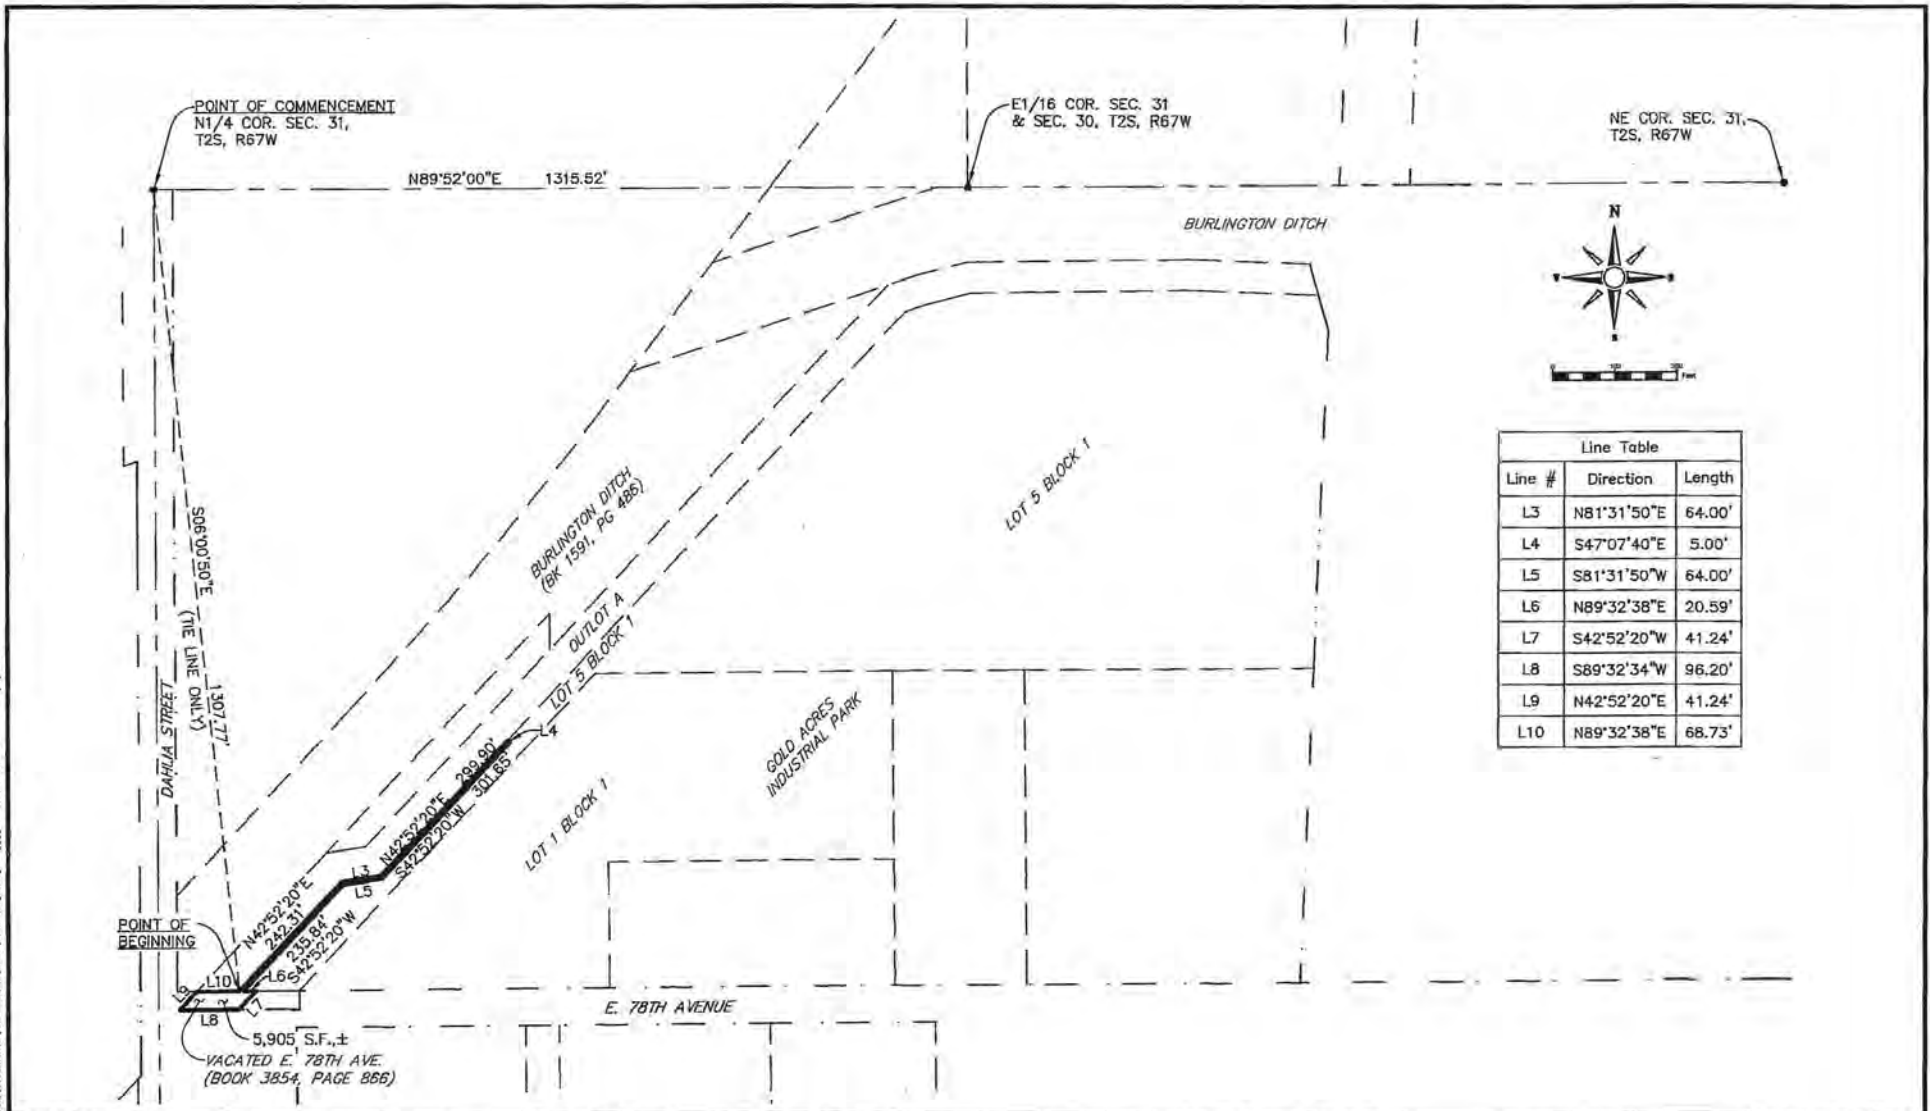 POINT OF COMMENCEMENT
N1/4 COR. SEC. 31,
T2S, R67W
E1/16 COR. SEC. 31
& SEC. 30, T2S, R67W
NE COR. SEC. 31,
T2S, R67W
N89°52'00"E 1315.52'
BURLINGTON DITCH
N
S
0 100 200
Feet
Line Table
Line # Direction Length
L3 N81°31'50"E 64.00'
L4 S47°07'40"E 5.00'
L5 S81°31'50"W 64.00'
L6 N89°32'38"E 20.59'
L7 S42°52'20"W 41.24'
L8 S89°32'34"W 96.20'
L9 N42°52'20"E 41.24'
L10 N89°32'38"E 68.73'
S06°00'50"E
1307.77'
(TIE LINE ONLY)
DAHLIA STREET
BURLINGTON DITCH
(BK 1591, PG 486)
OUTLOT A
LOT 5 BLOCK 1
LOT 5 BLOCK 1
GOLD ACRES
INDUSTRIAL PARK
LOT 1 BLOCK 1
L4
N42°52'20"E 299.90'
S42°52'20"W 301.65'
L3
L5
N42°52'20"E
242.31'
235.84'
S42°52'20"W
POINT OF
BEGINNING
L10
L6
L9
L7
L8
E. 78TH AVENUE
5,905 S.F.,±
VACATED E. 78TH AVE.
(BOOK 3854, PAGE 866)